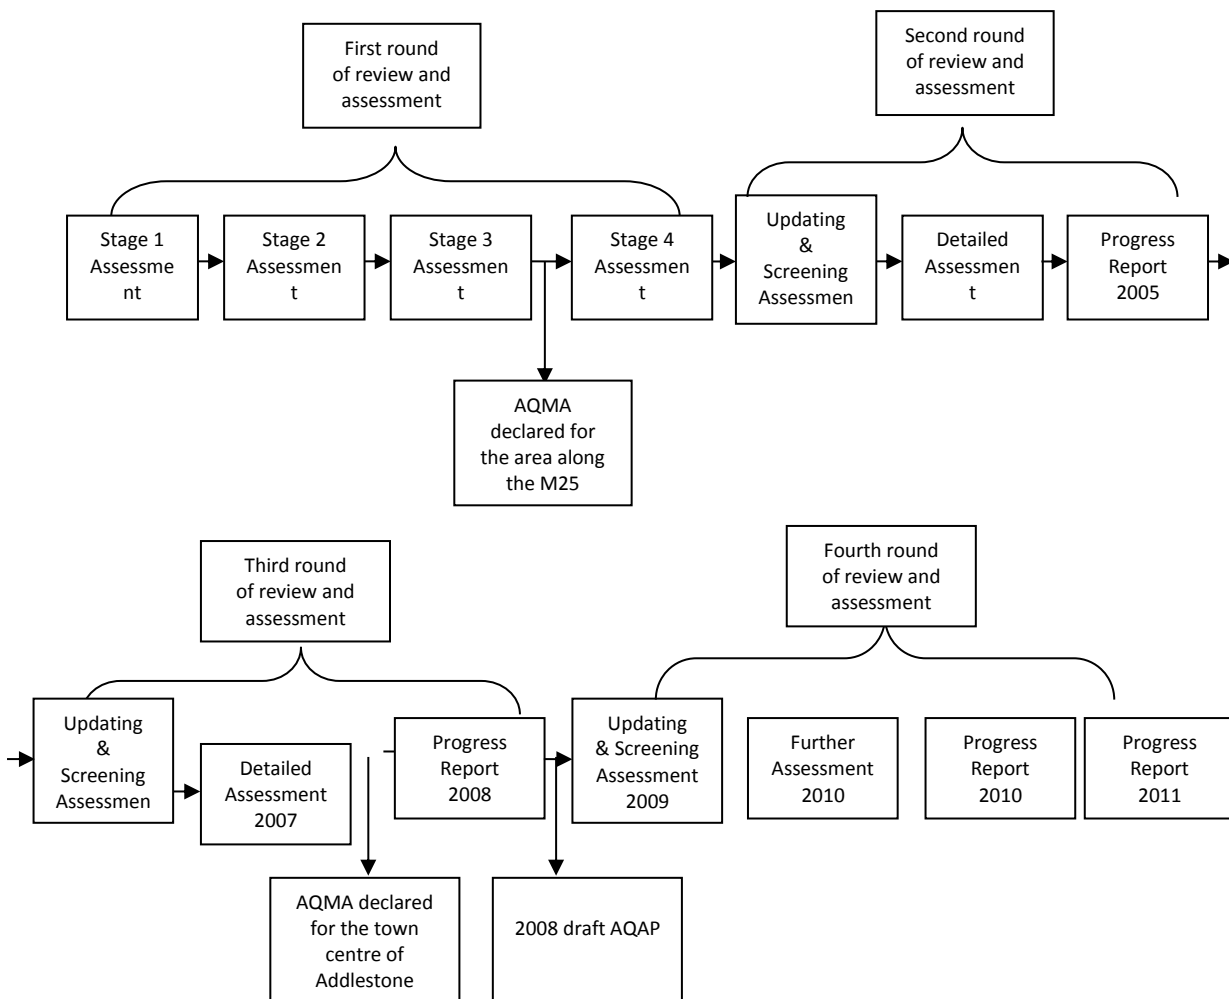 First round
of review and
assessment
Second round
of review and
assessment
Stage 1
Assessme
nt
Stage 2
Assessmen
t
Stage 3
Assessmen
t
Stage 4
Assessmen
t
Updating
&
Screening
Assessmen
Detailed
Assessmen
t
Progress
Report
2005
AQMA
declared for
the area along
the M25
Third round
of review and
assessment
Fourth round
of review and
assessment
Updating
&
Screening
Assessmen
Detailed
Assessment
2007
Progress
Report
2008
Updating
& Screening
Assessment
2009
Further
Assessment
2010
Progress
Report
2010
Progress
Report
2011
AQMA declared
for the town
centre of
Addlestone
2008 draft AQAP